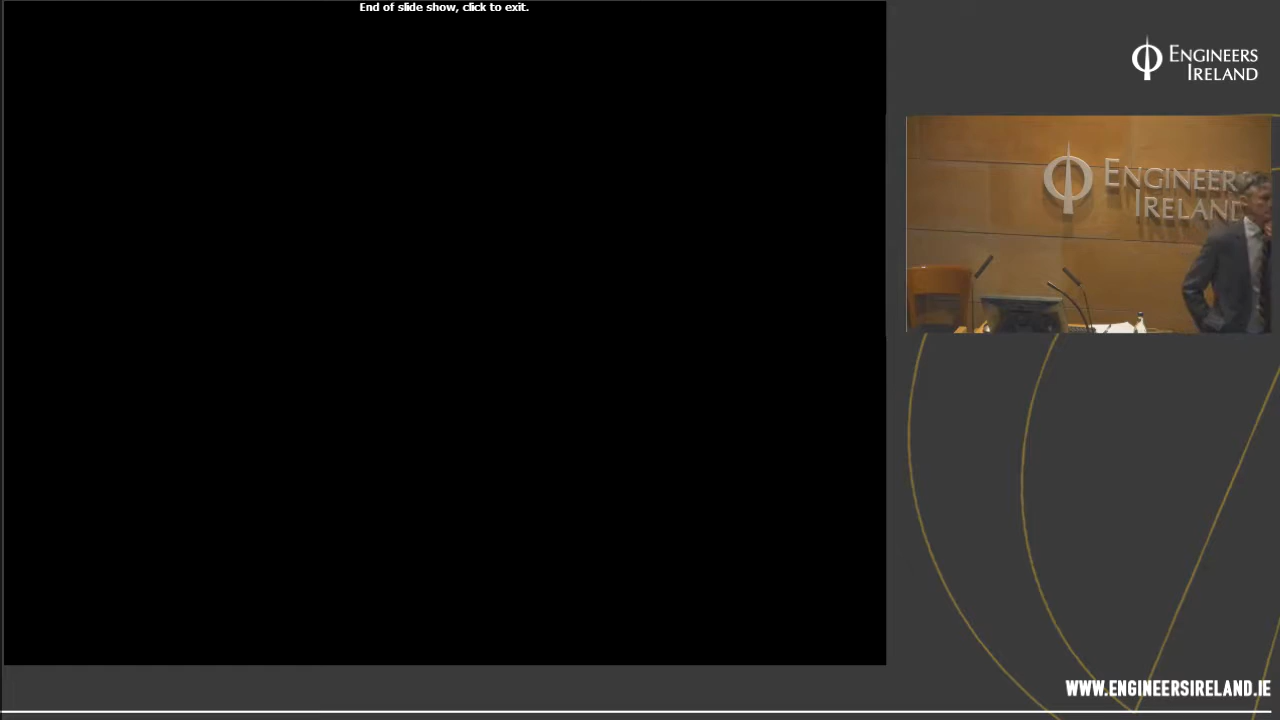 End of slide show, click to exit.
ENGINEERS
IRELAND
ENGINEERS
IRELAND
WWW.ENGINEERSIRELAND.IE